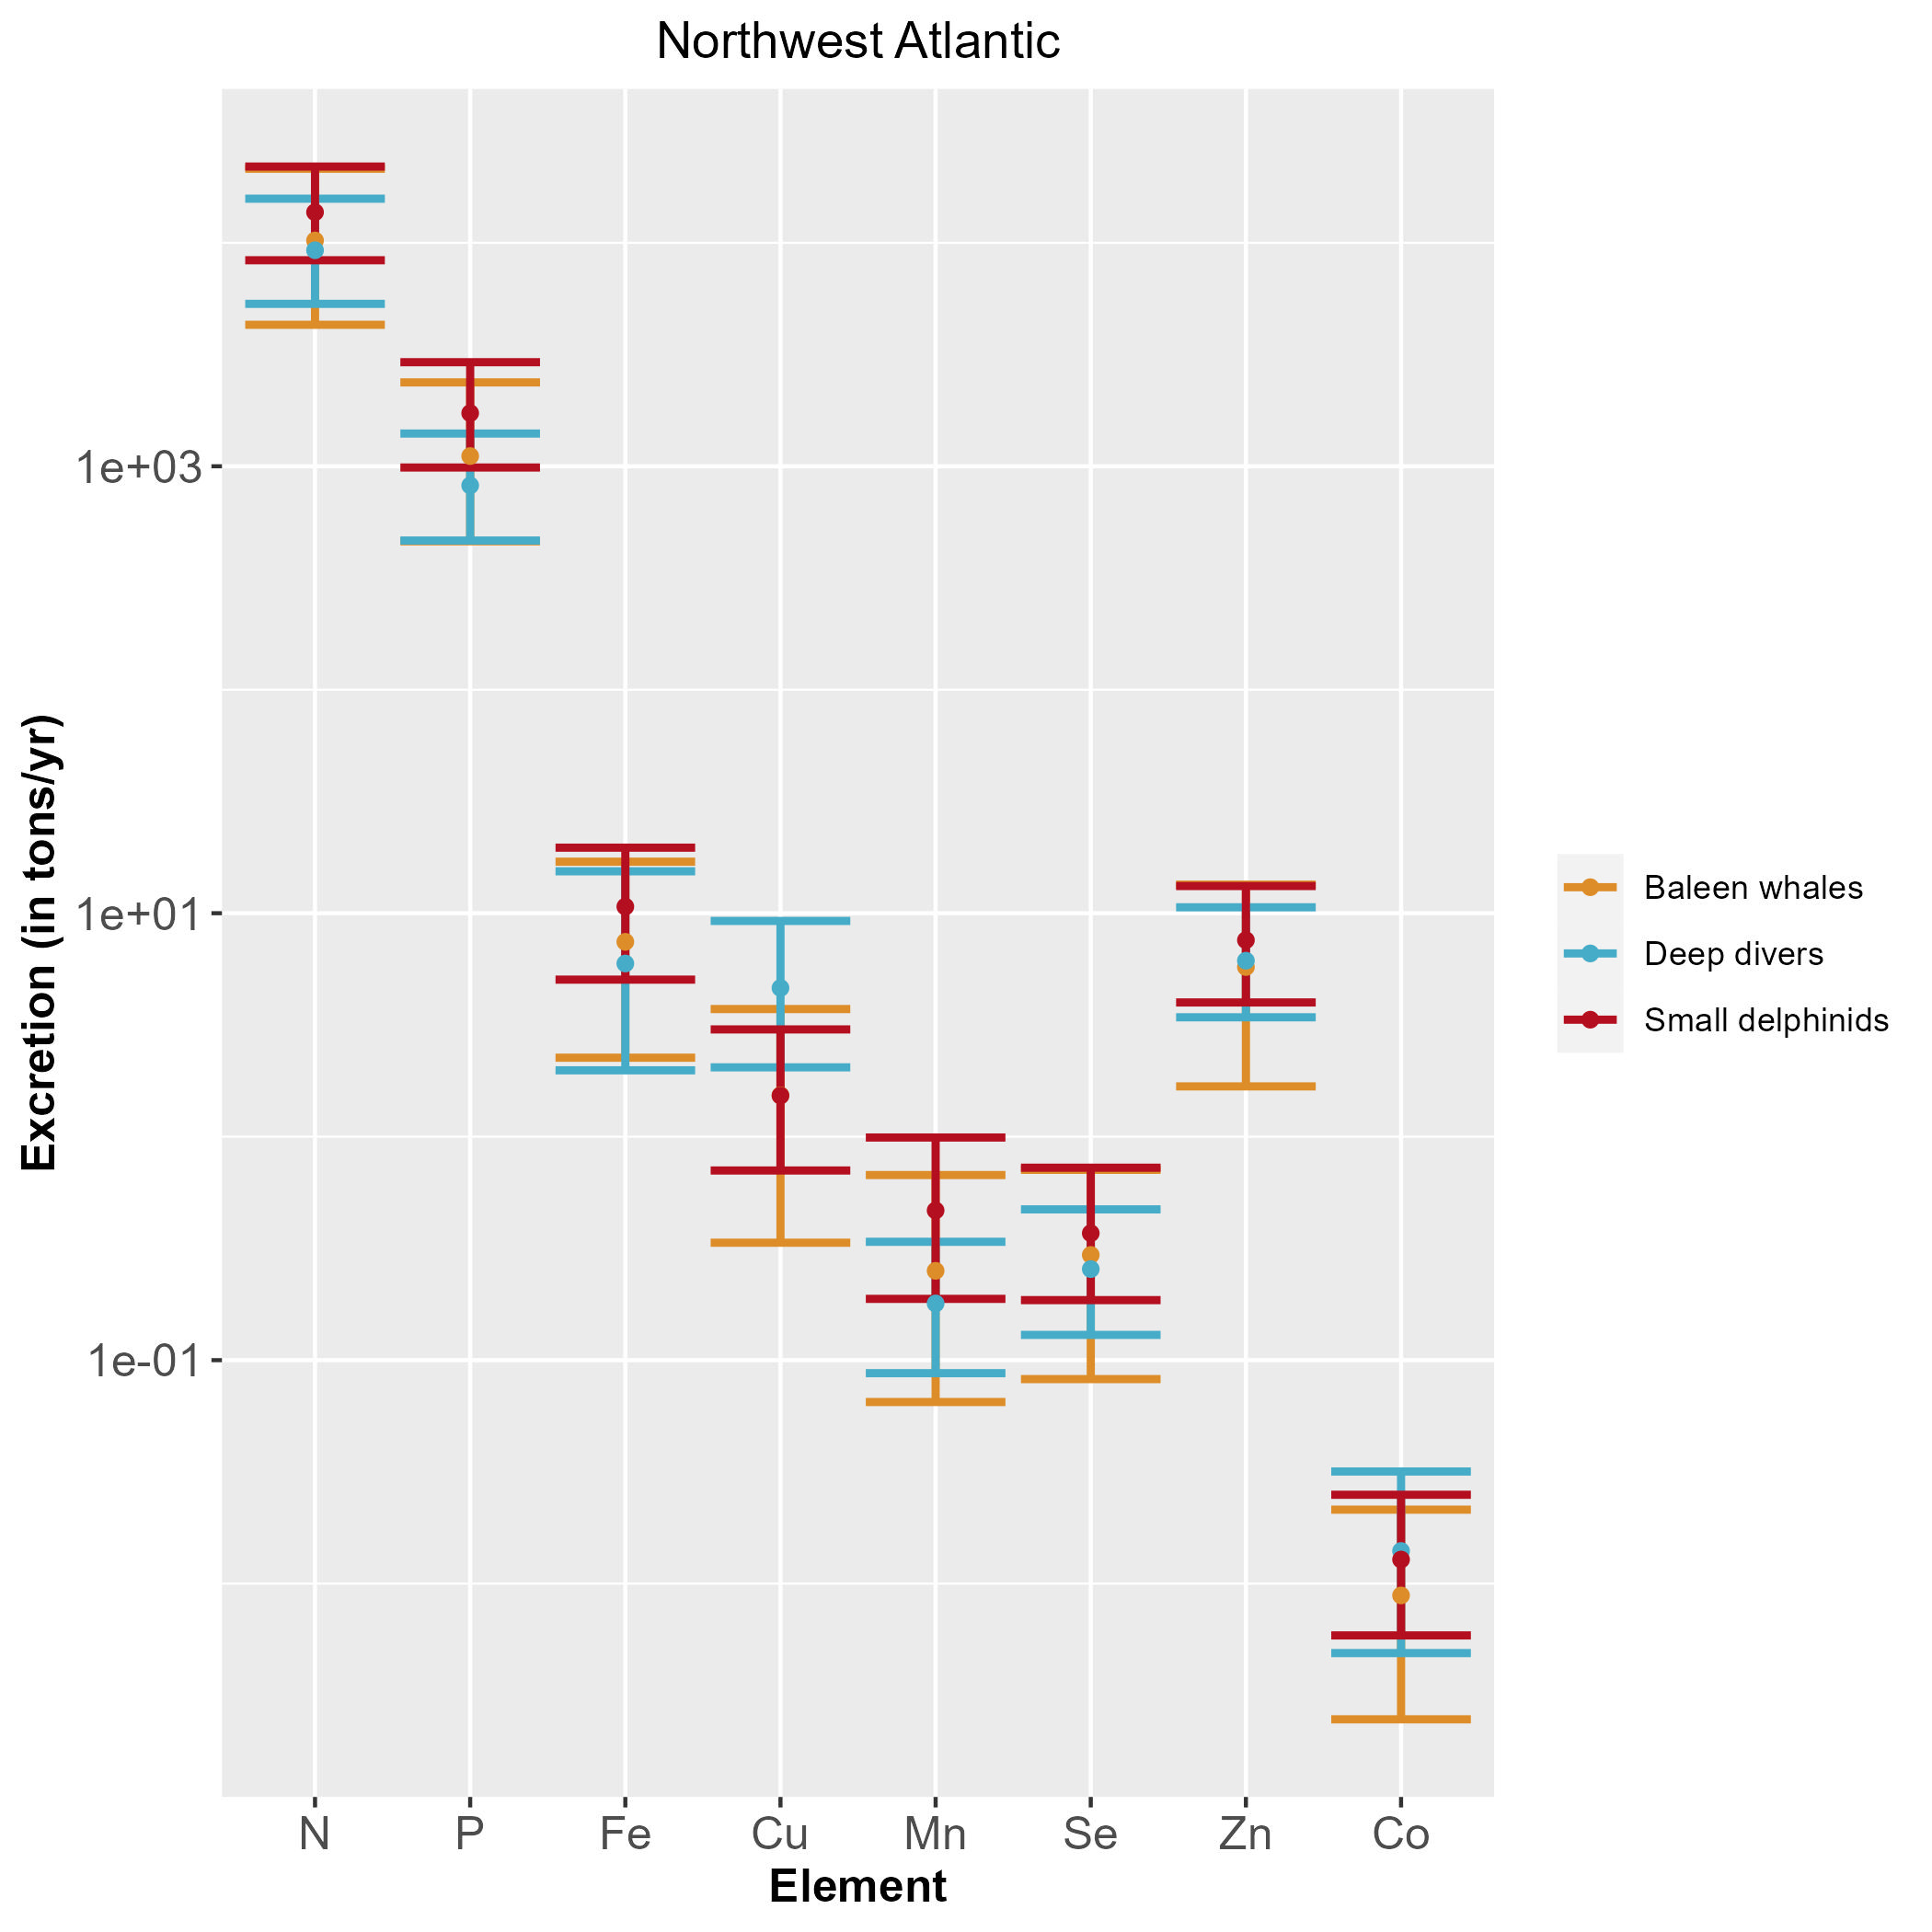 Northwest Atlantic
Excretion (in tons/yr)
1e+03
1e+01
1e-01
N P Fe Cu Mn Se Zn Co
Element
Baleen whales
Deep divers
Small delphinids